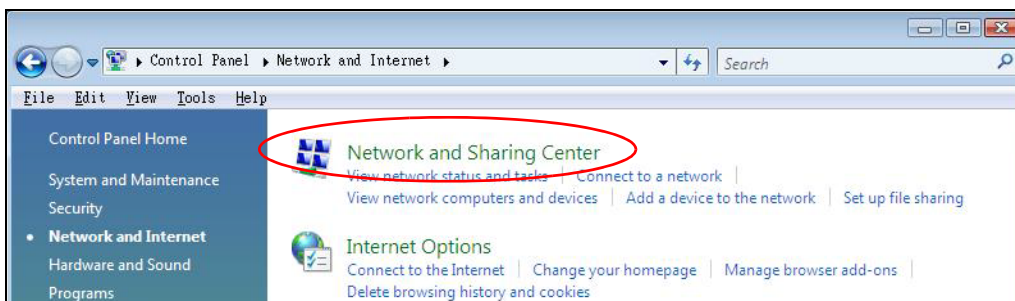 Control Panel Network and Internet Search
File Edit View Tools Help
Control Panel Home
System and Maintenance
Security
Network and Internet
Hardware and Sound
Programs
Network and Sharing Center
View network status and tasks Connect to a network
View network computers and devices Add a device to the network Set up file sharing
Internet Options
Connect to the Internet Change your homepage Manage browser add-ons
Delete browsing history and cookies